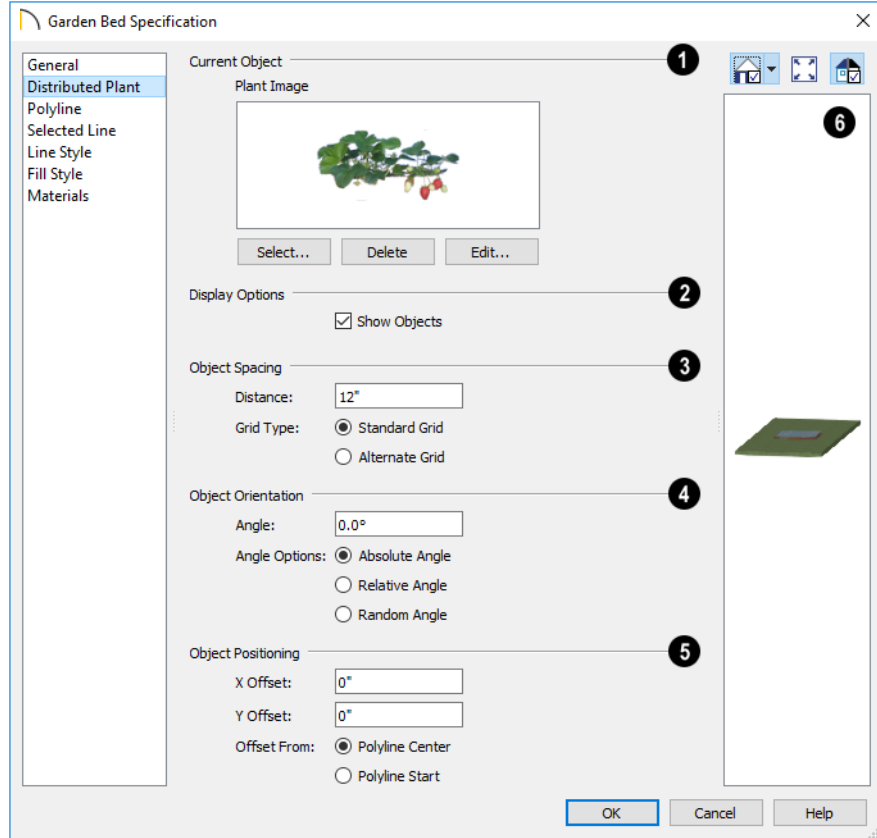 Garden Bed Specification
General
Distributed Plant
Polyline
Selected Line
Line Style
Fill Style
Materials
Current Object
1
Plant Image
Select...
Delete
Edit...
Display Options
2
Show Objects
Object Spacing
3
Distance:
12"
Grid Type:
Standard Grid
Alternate Grid
Object Orientation
4
Angle:
0.0°
Angle Options:
Absolute Angle
Relative Angle
Random Angle
Object Positioning
5
X Offset:
0"
Y Offset:
0"
Offset From:
Polyline Center
Polyline Start
6
OK
Cancel
Help